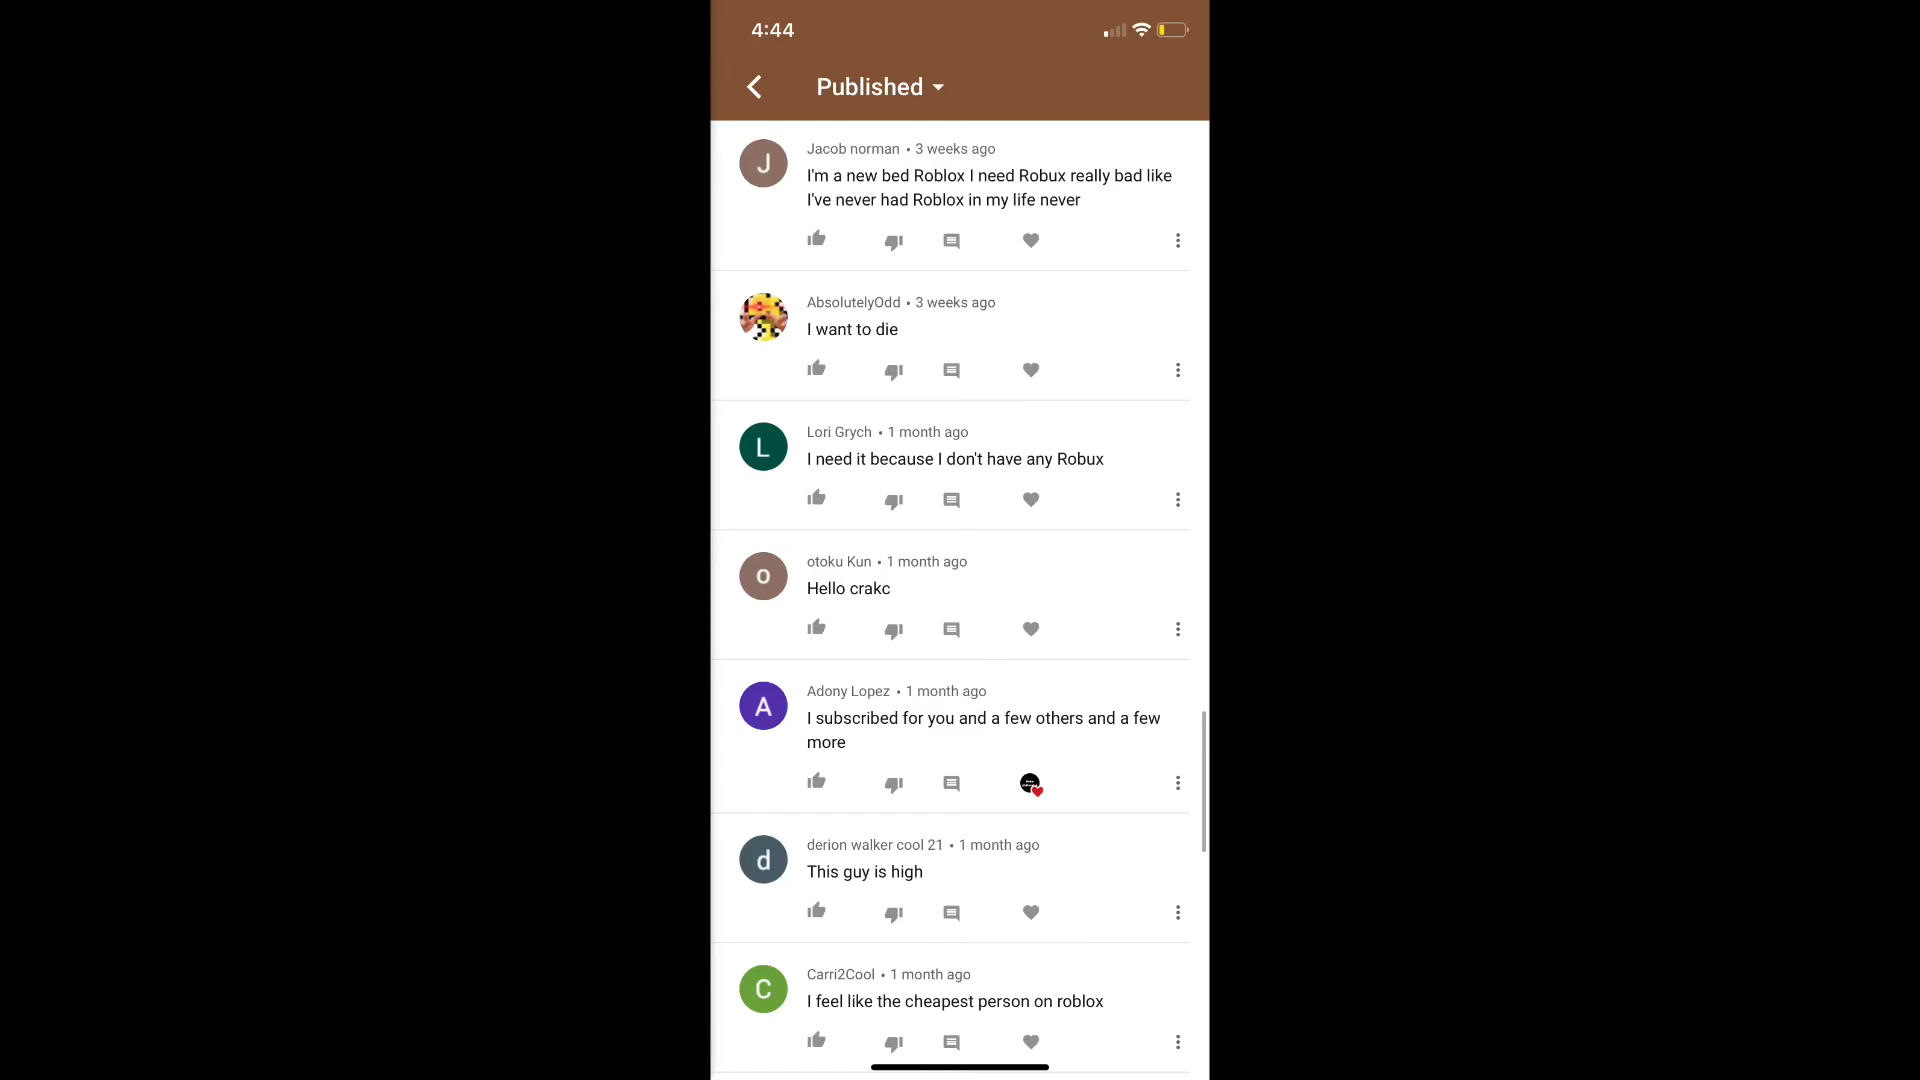 4:44
Published
J
Jacob norman • 3 weeks ago
I'm a new bed Roblox I need Robux really bad like
I've never had Roblox in my life never
AbsolutelyOdd • 3 weeks ago
I want to die
L
Lori Grych • 1 month ago
I need it because I don't have any Robux
o
otoku Kun • 1 month ago
Hello crakc
A
Adony Lopez • 1 month ago
I subscribed for you and a few others and a few
more
d
derion walker cool 21 • 1 month ago
This guy is high
C
Carri2Cool • 1 month ago
I feel like the cheapest person on roblox